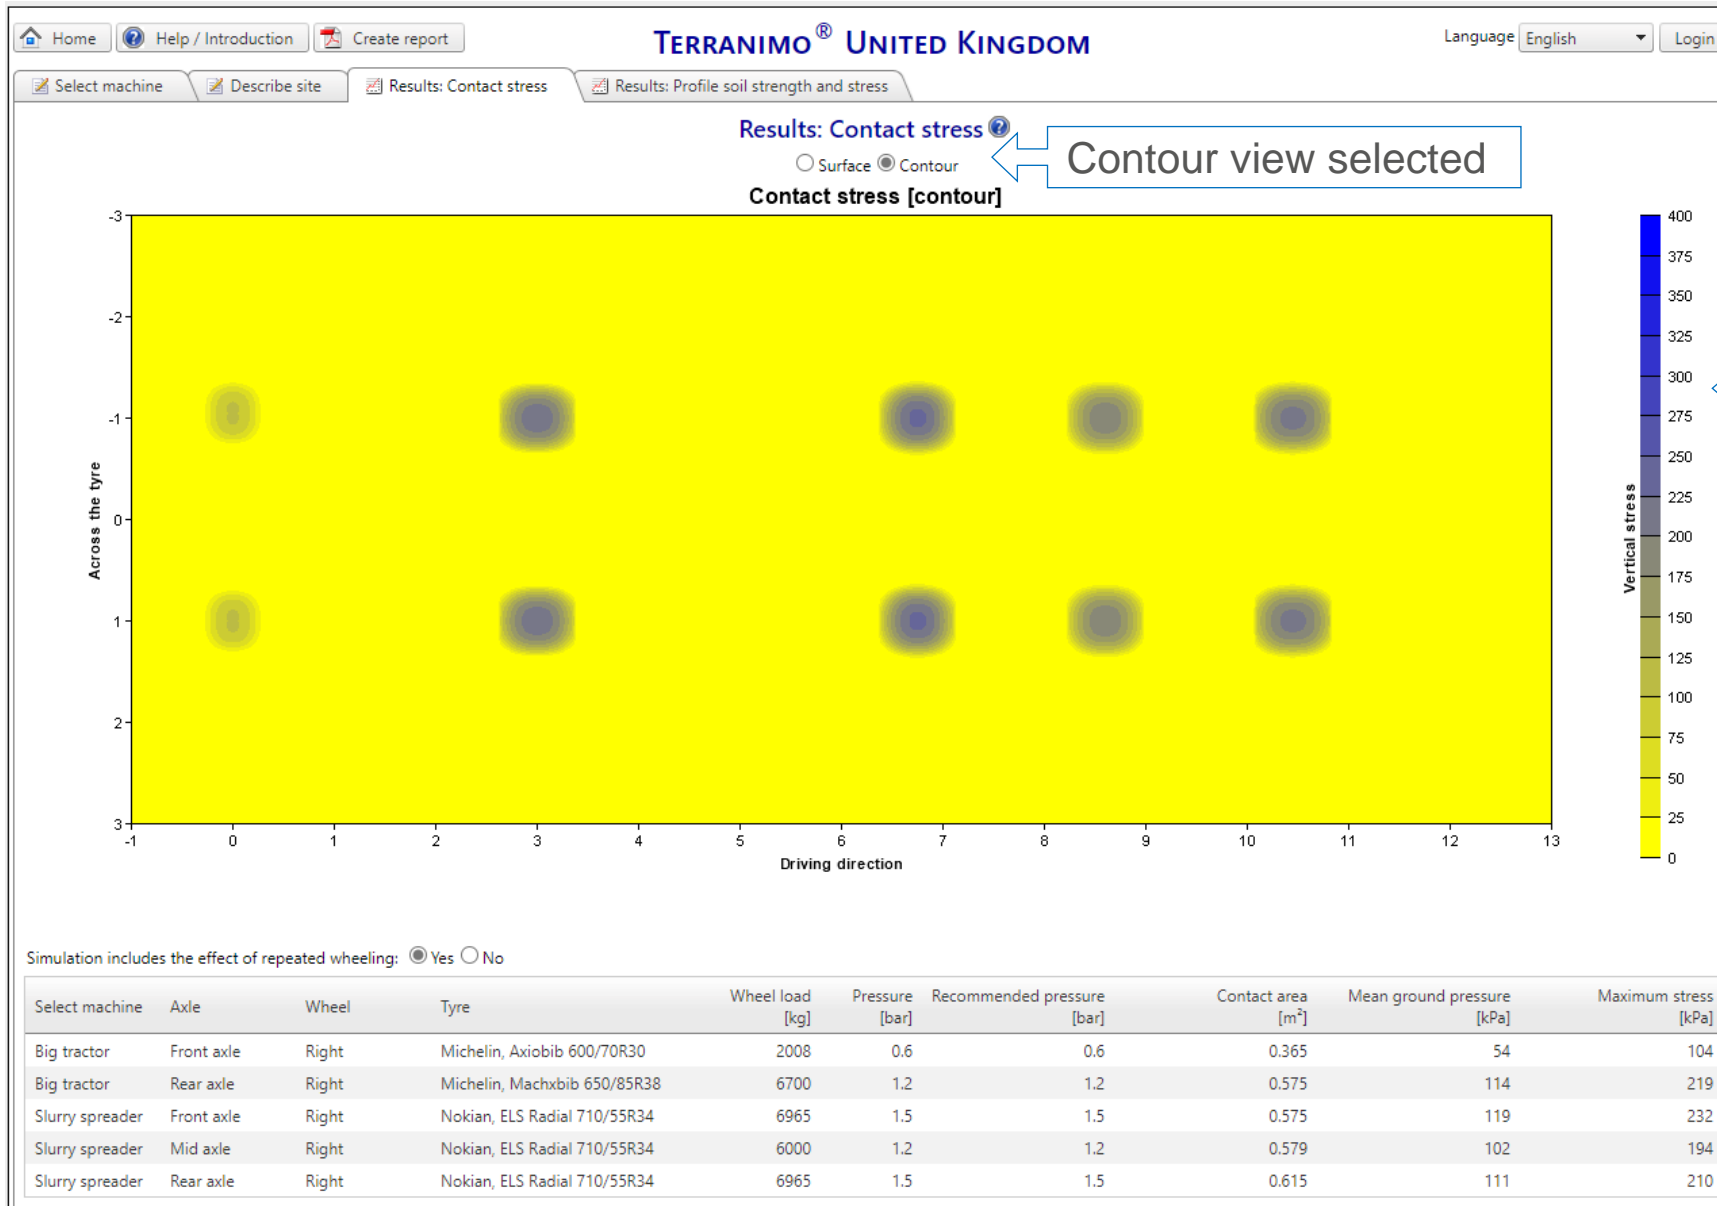 Home Help / Introduction Create report TERRANIMO® UNITED KINGDOM Language English Login
Select machine Describe site Results: Contact stress Results: Profile soil strength and stress
Results: Contact stress
Surface Contour
Contour view selected
Contact stress [contour]
-3
-2
-1
0
1
2
3
Across the tyre
-1 0 1 2 3 4 5 6 7 8 9 10 11 12 13
Driving direction
400
375
350
325
300
275
250
225
200
175
150
125
100
75
50
25
0
Vertical stress
Simulation includes the effect of repeated wheeling: Yes No
Select machine Axle Wheel Tyre Wheel load [kg] Pressure [bar] Recommended pressure [bar] Contact area [m²] Mean ground pressure [kPa] Maximum stress [kPa]
Big tractor Front axle Right Michelin, Axiobib 600/70R30 2008 0.6 0.6 0.365 54 104
Big tractor Rear axle Right Michelin, Machxbib 650/85R38 6700 1.2 1.2 0.575 114 219
Slurry spreader Front axle Right Nokian, ELS Radial 710/55R34 6965 1.5 1.5 0.575 119 232
Slurry spreader Mid axle Right Nokian, ELS Radial 710/55R34 6000 1.2 1.2 0.579 102 194
Slurry spreader Rear axle Right Nokian, ELS Radial 710/55R34 6965 1.5 1.5 0.615 111 210